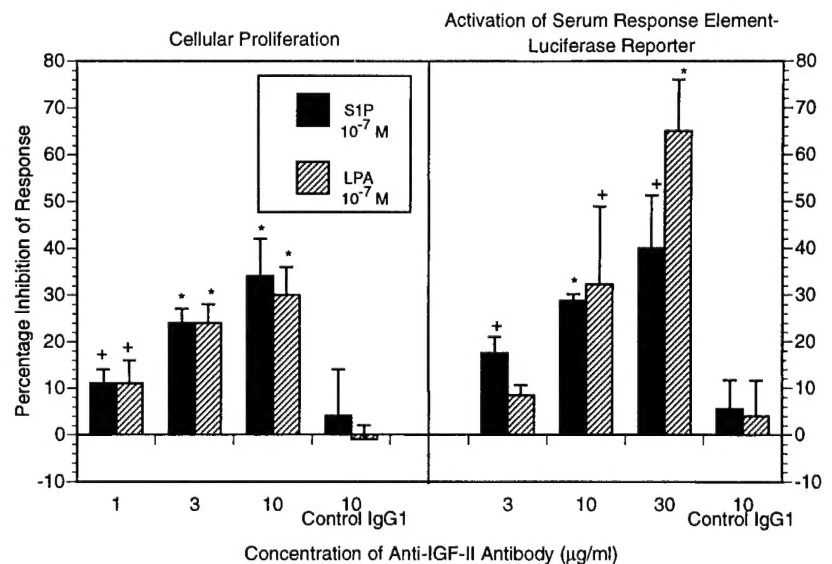 Cellular Proliferation
Activation of Serum Response Element-
Luciferase Reporter
80
70
60
50
40
30
20
10
0
-10
Percentage Inhibition of Response
S1P
10-7 M
LPA
10-7 M
+
+
*
*
*
*
+
*
+
+
*
80
70
60
50
40
30
20
10
0
-10
1 3 10 10
Control IgG1
3 10 30 10
Control IgG1
Concentration of Anti-IGF-II Antibody (µg/ml)